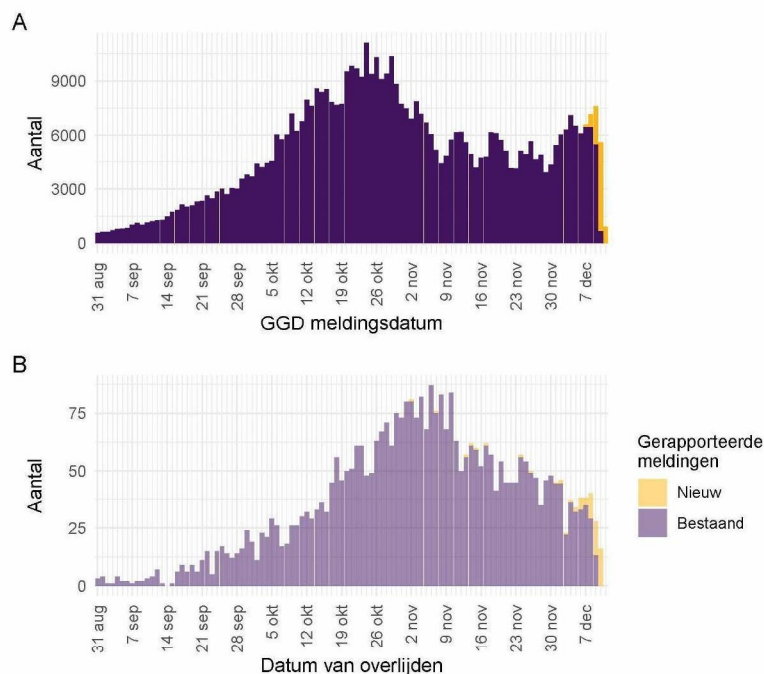 A
Aantal
9000
6000
3000
0
31 aug
7 sep
14 sep
21 sep
28 sep
5 okt
12 okt
19 okt
26 okt
2 nov
9 nov
16 nov
23 nov
30 nov
7 dec
GGD meldingsdatum
B
Aantal
75
50
25
0
31 aug
7 sep
14 sep
21 sep
28 sep
5 okt
12 okt
19 okt
26 okt
2 nov
9 nov
16 nov
23 nov
30 nov
7 dec
Datum van overlijden
Gerapporteerde
meldingen
Nieuw
Bestaand